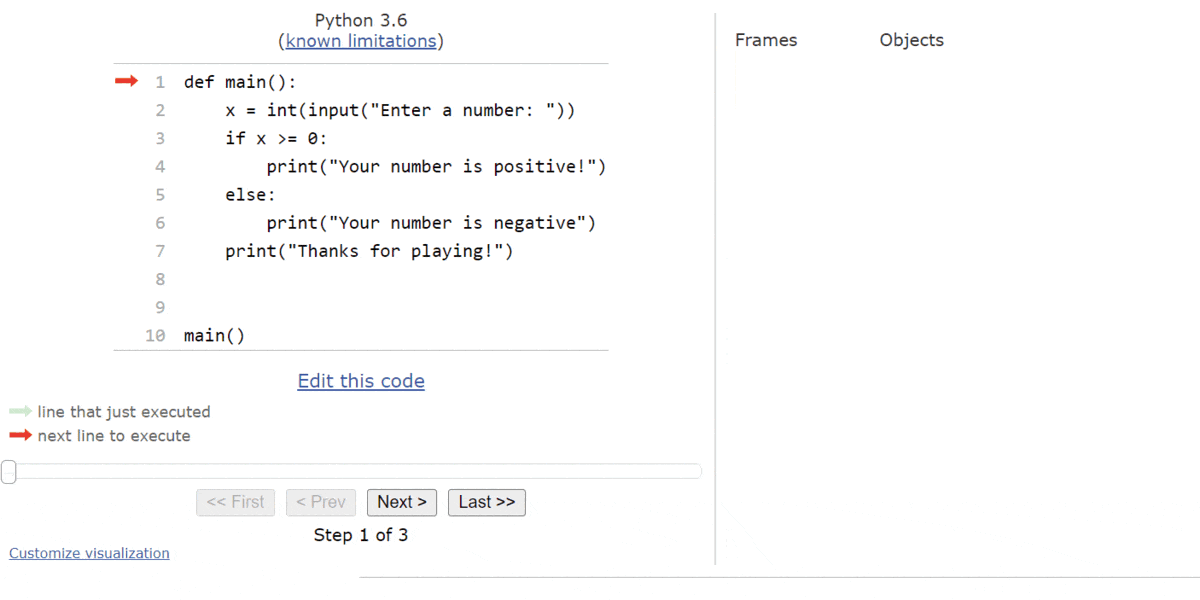 Python 3.6
(known limitations)
1 def main():
2     x = int(input("Enter a number: "))
3     if x >= 0:
4         print("Your number is positive!")
5     else:
6         print("Your number is negative")
7     print("Thanks for playing!")
8
9
10 main()
Edit this code
line that just executed
next line to execute
<< First < Prev Next > Last >>
Step 1 of 3
Customize visualization
Frames Objects